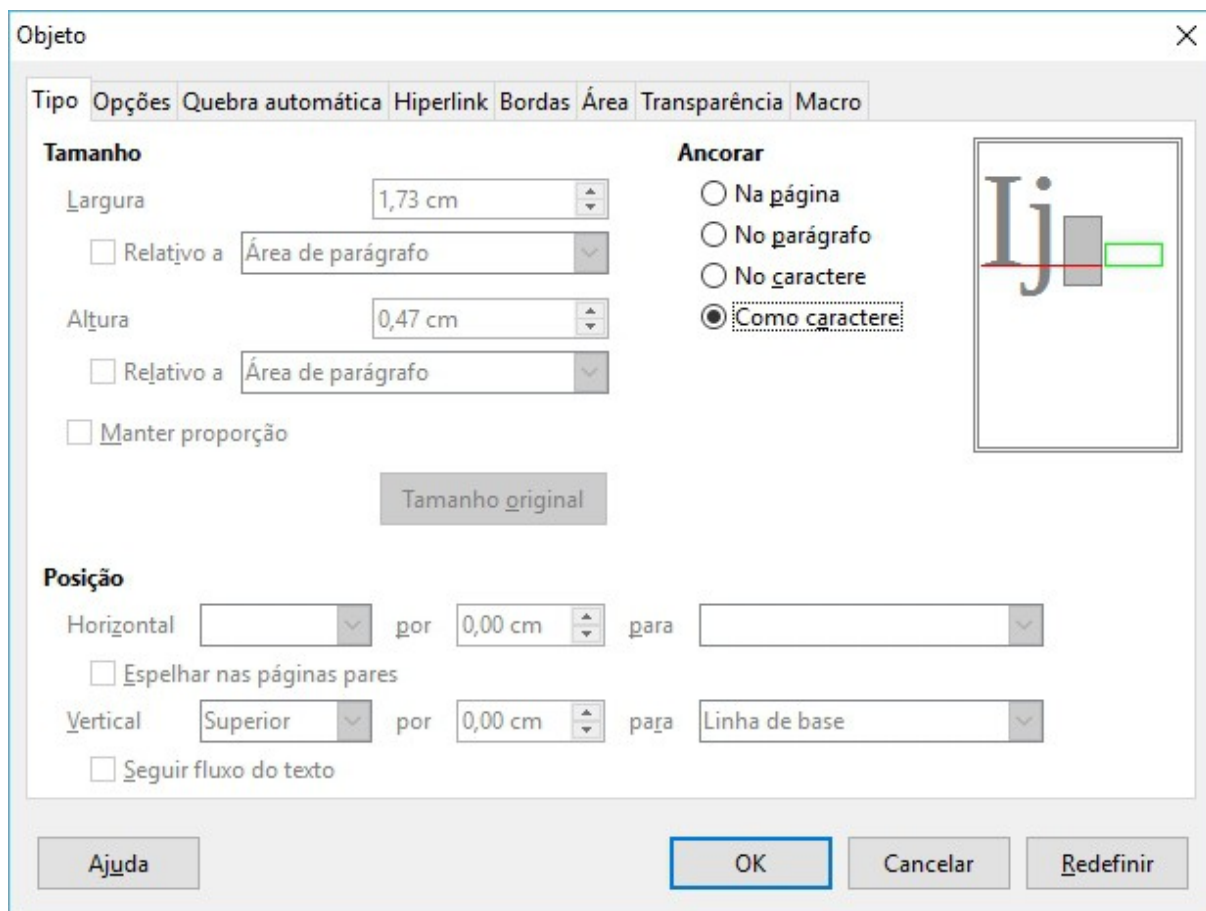 Objeto
Tipo Opções Quebra automática Hiperlink Bordas Área Transparência Macro
Tamanho
Largura 1,73 cm
Relativo a Área de parágrafo
Altura 0,47 cm
Relativo a Área de parágrafo
Manter proporção
Tamanho original
Ancorar
Na página
No parágrafo
No caractere
Como caractere
Ij
Posição
Horizontal por 0,00 cm para
Espelhar nas páginas pares
Vertical Superior por 0,00 cm para Linha de base
Seguir fluxo do texto
Ajuda OK Cancelar Redefinir